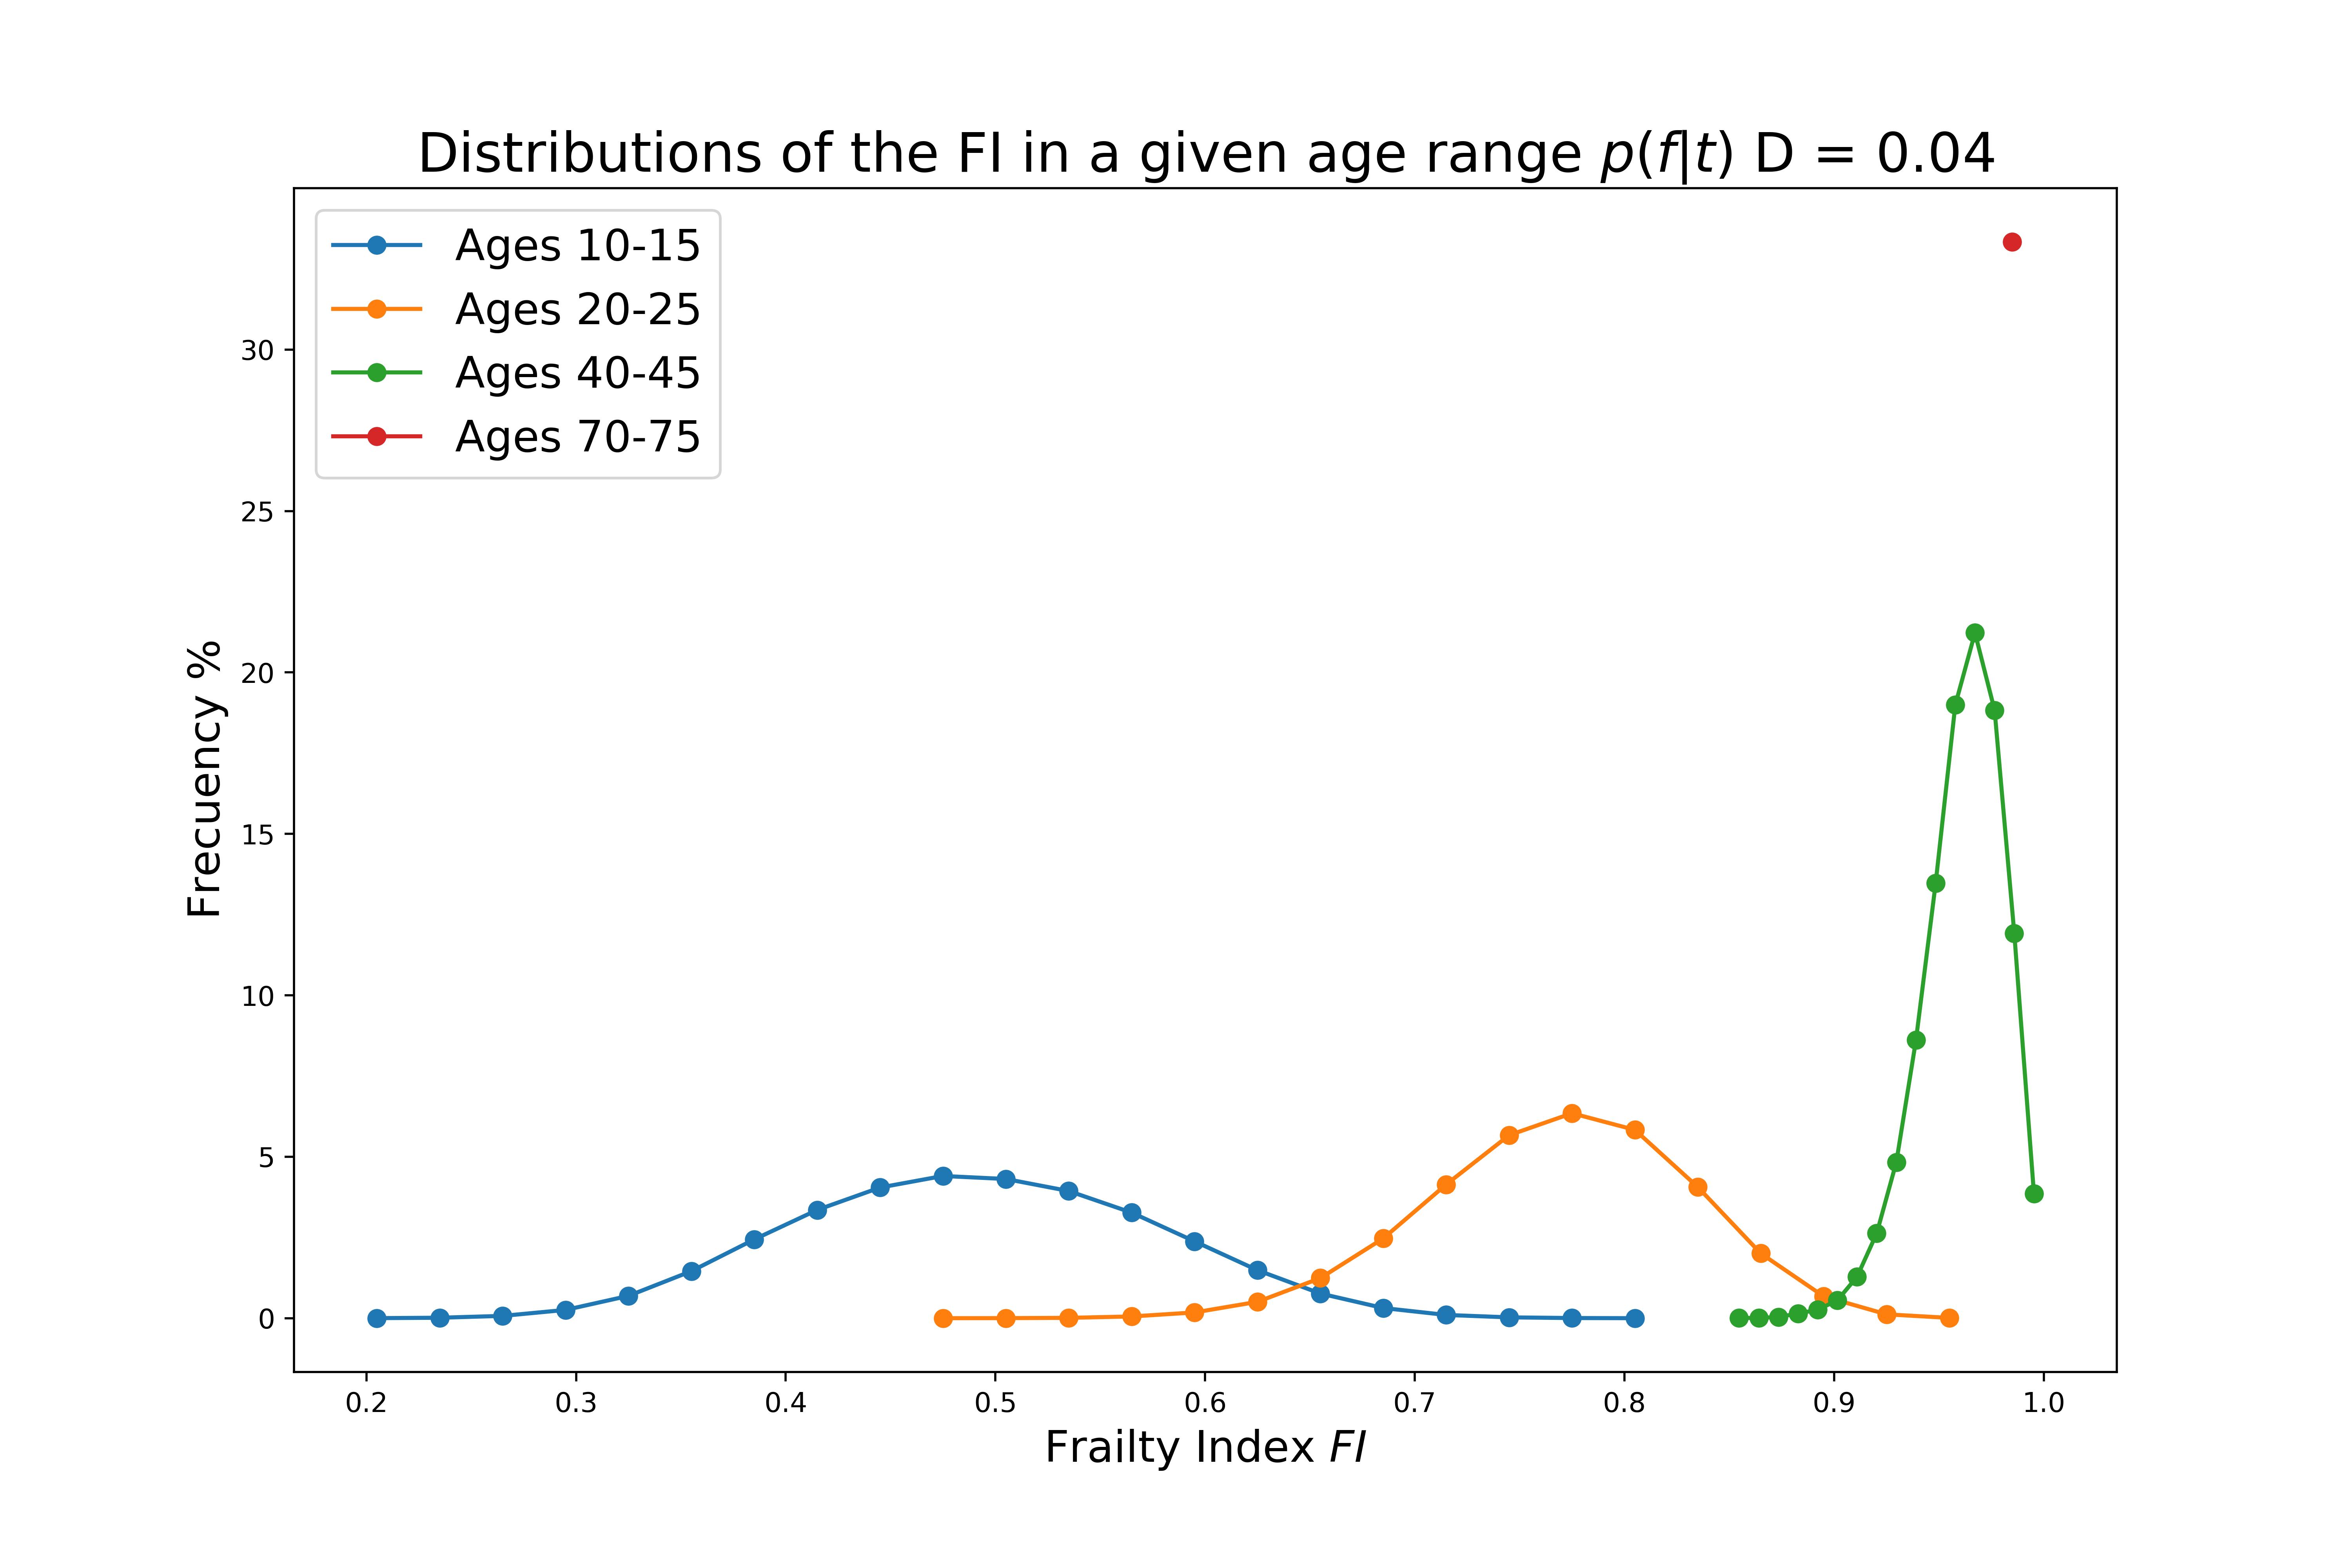 Distributions of the FI in a given age range p(f|t) D = 0.04
Ages 10-15
Ages 20-25
Ages 40-45
Ages 70-75
Frecuency %
30
25
20
15
10
5
0
0.2 0.3 0.4 0.5 0.6 0.7 0.8 0.9 1.0
Frailty Index FI